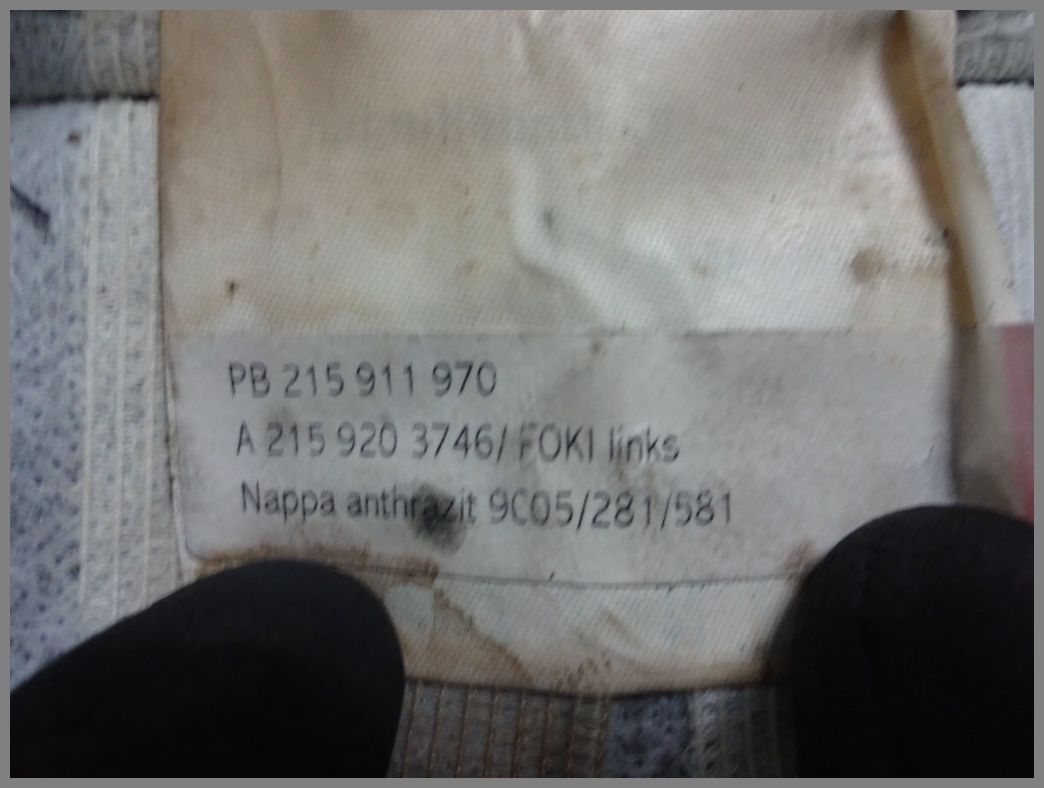 PB 215 911 970
A 215 920 3746/ FOKI links
Nappa anthrazit 9C05/281/581